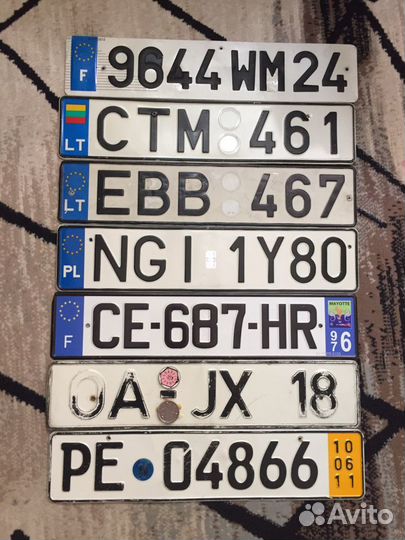 F 9644 WM 24
LT CTM 461
LT EBB 467
PL NGI 1Y80
F CE-687-HR MAYOTTE 976
OA JX 18
PE 04866 10 06 11
Avito